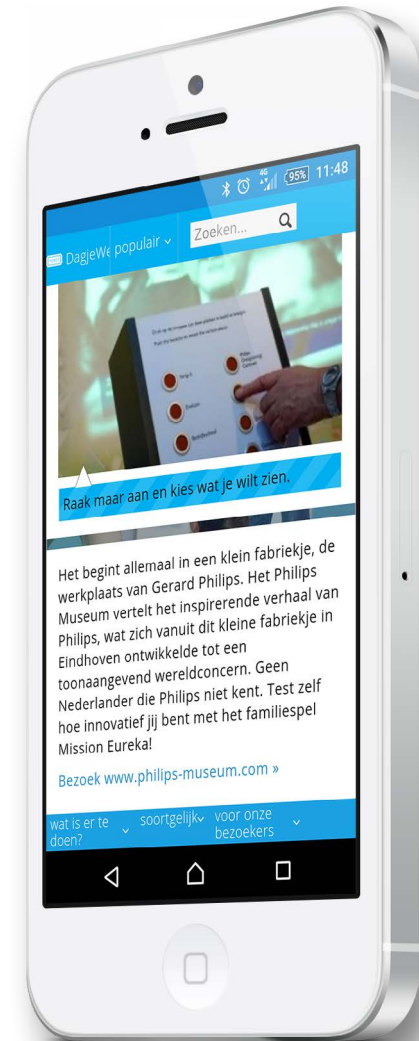 4G
95% 11:48
DagjeWe populair
Zoeken...
Raak maar aan en kies wat je wilt zien.
Het begint allemaal in een klein fabriekje, de
werkplaats van Gerard Philips. Het Philips
Museum vertelt het inspirerende verhaal van
Philips, wat zich vanuit dit kleine fabriekje in
Eindhoven ontwikkelde tot een
toonaangevend wereldconcern. Geen
Nederlander die Philips niet kent. Test zelf
hoe innovatief jij bent met het familiespel
Mission Eureka!
Bezoek www.philips-museum.com »
wat is er te
doen?
soortgelijk
voor onze
bezoekers